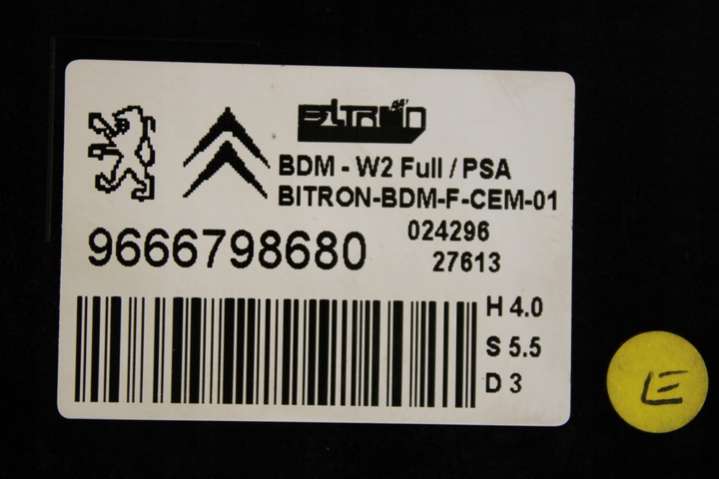 BITRON
BDM - W2 Full / PSA
BITRON-BDM-F-CEM-01
9666798680
024296
27613
H 4.0
S 5.5
D 3
E